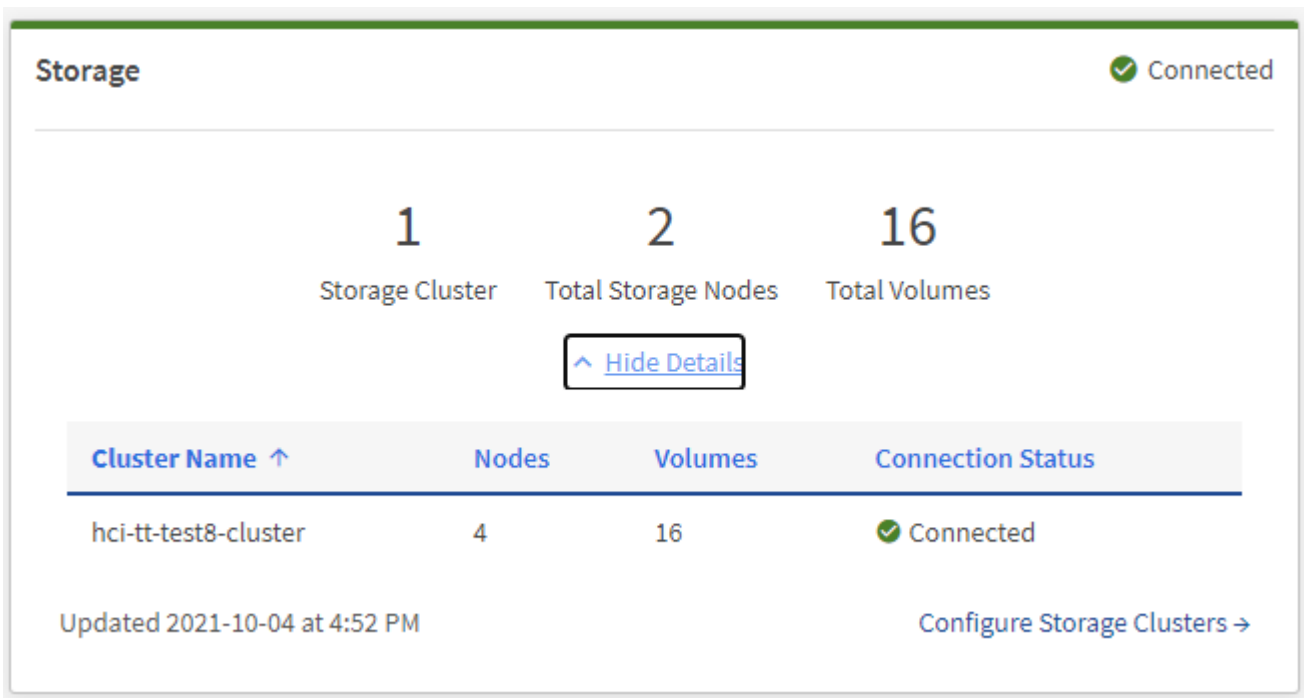 Storage
Connected
1 2 16
Storage Cluster Total Storage Nodes Total Volumes
Hide Details
Cluster Name ↑ Nodes Volumes Connection Status
hci-tt-test8-cluster 4 16 Connected
Updated 2021-10-04 at 4:52 PM Configure Storage Clusters →